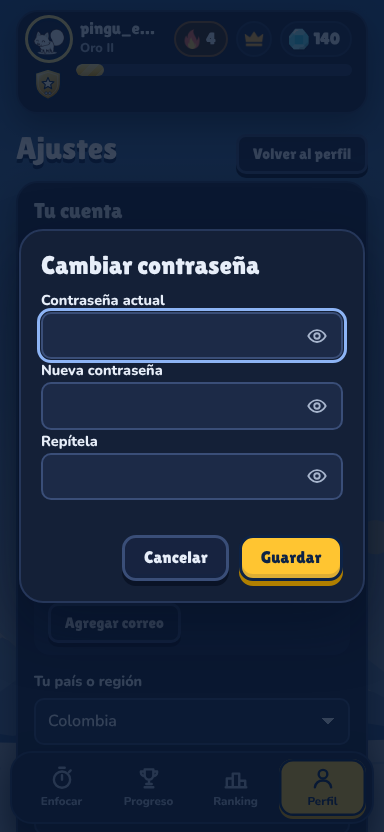 pingu_e...
Oro II
4
140
Ajustes
Volver al perfil
Tu cuenta
Cambiar contraseña
Contraseña actual
Nueva contraseña
Repítela
Cancelar
Guardar
Agregar correo
Tu país o región
Colombia
Enfocar
Progreso
Ranking
Perfil